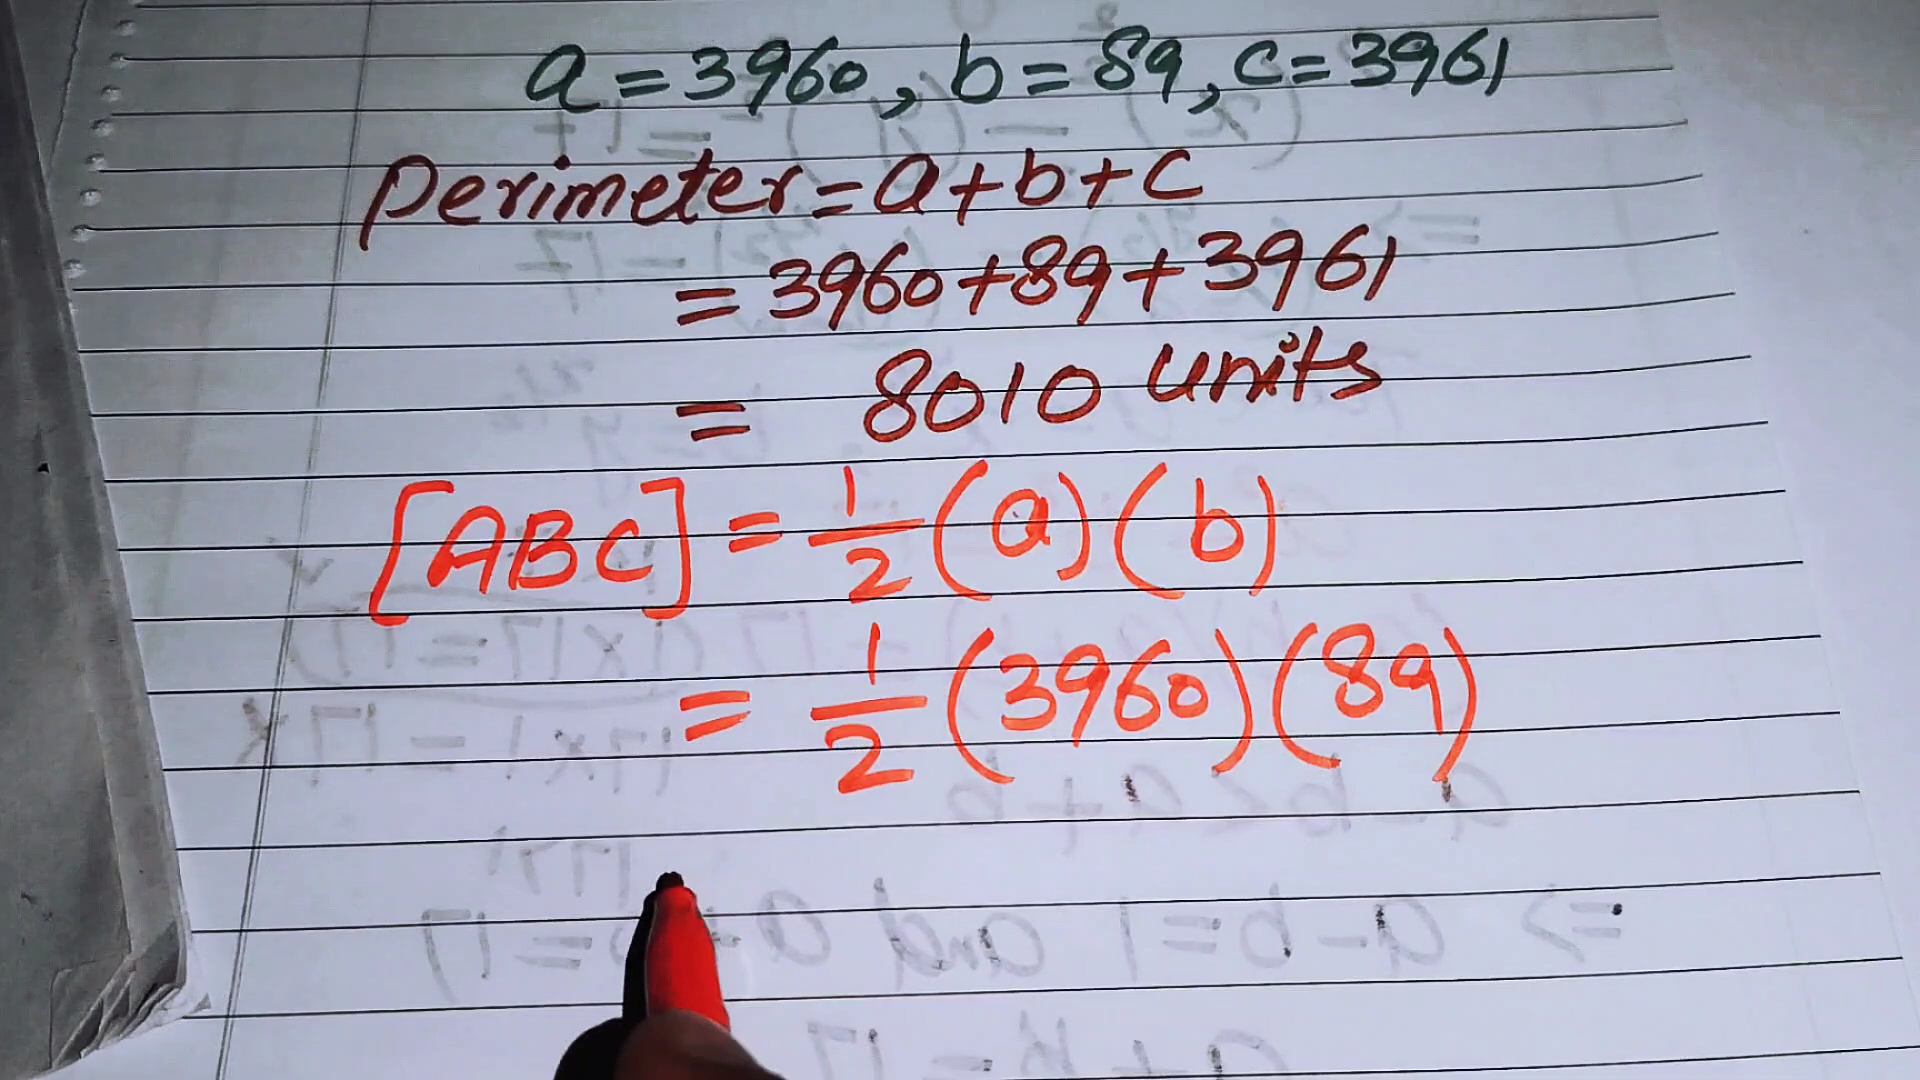 a=3960, b=89, c=3961
Perimeter=a+b+c
=3960+89+3961
= 8010 units
[ABC]=1/2(a)(b)
=1/2(3960)(89)